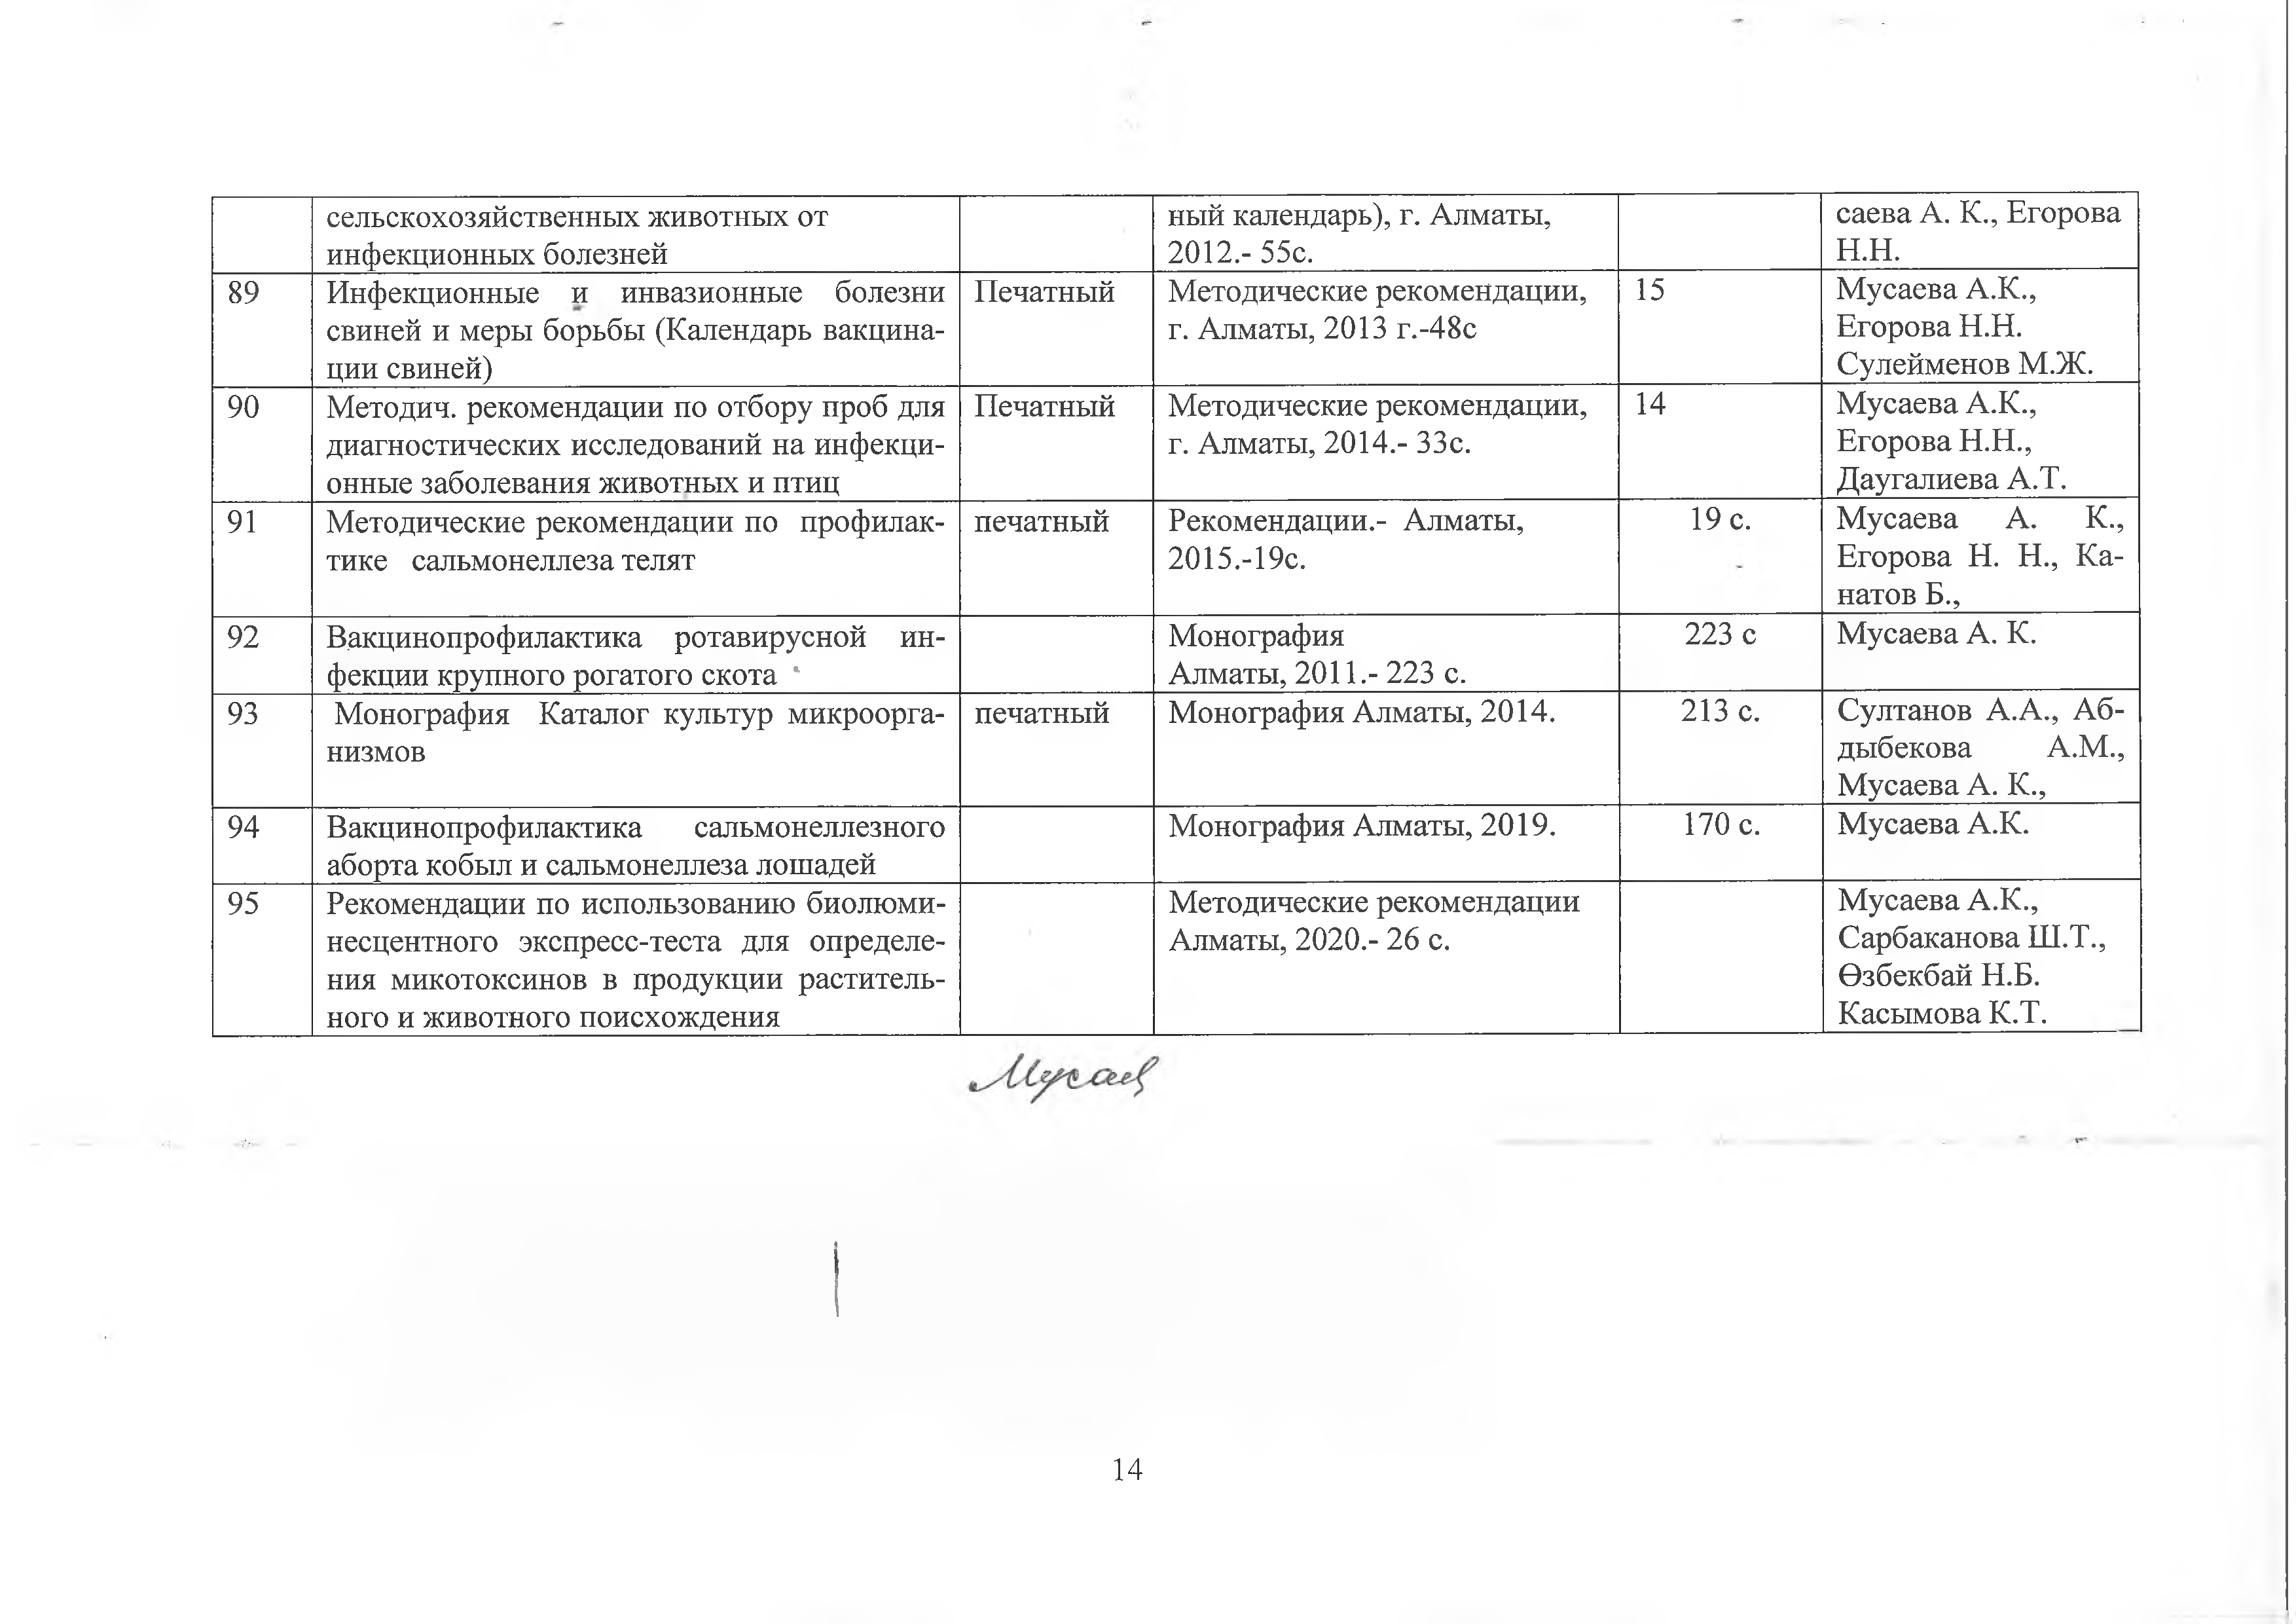 сельскохозяйственных животных от
инфекционных болезней
ный календарь), г. Алматы,
2012.- 55с.
саева А. К., Егорова
Н.Н.
89
Инфекционные и инвазионные болезни
свиней и меры борьбы (Календарь вакцина-
ции свиней)
Печатный
Методические рекомендации,
г. Алматы, 2013 г.-48с
15
Мусаева А.К.,
Егорова Н.Н.
Сулейменов М.Ж.
90
Методич. рекомендации по отбору проб для
диагностических исследований на инфекци-
онные заболевания животных и птиц
Печатный
Методические рекомендации,
г. Алматы, 2014.- 33с.
14
Мусаева А.К.,
Егорова Н.Н.,
Даугалиева А.Т.
91
Методические рекомендации по профилак-
тике сальмонеллеза телят
печатный
Рекомендации.- Алматы,
2015.-19с.
19 с.
Мусаева А. К.,
Егорова Н. Н., Ка-
натов Б.,
92
Вакцинопрофилактика ротавирусной ин-
фекции крупного рогатого скота
Монография
Алматы, 2011.- 223 с.
223 с
Мусаева А. К.
93
Монография Каталог культур микроорга-
низмов
печатный
Монография Алматы, 2014.
213 с.
Султанов А.А., Аб-
дыбекова А.М.,
Мусаева А. К.,
94
Вакцинопрофилактика сальмонеллезного
аборта кобыл и сальмонеллеза лошадей
Монография Алматы, 2019.
170 с.
Мусаева А.К.
95
Рекомендации по использованию биолюми-
несцентного экспресс-теста для определе-
ния микотоксинов в продукции раститель-
ного и животного поисхождения
Методические рекомендации
Алматы, 2020.- 26 с.
Мусаева А.К.,
Сарбаканова Ш.Т.,
Өзбекбай Н.Б.
Касымова К.Т.
14